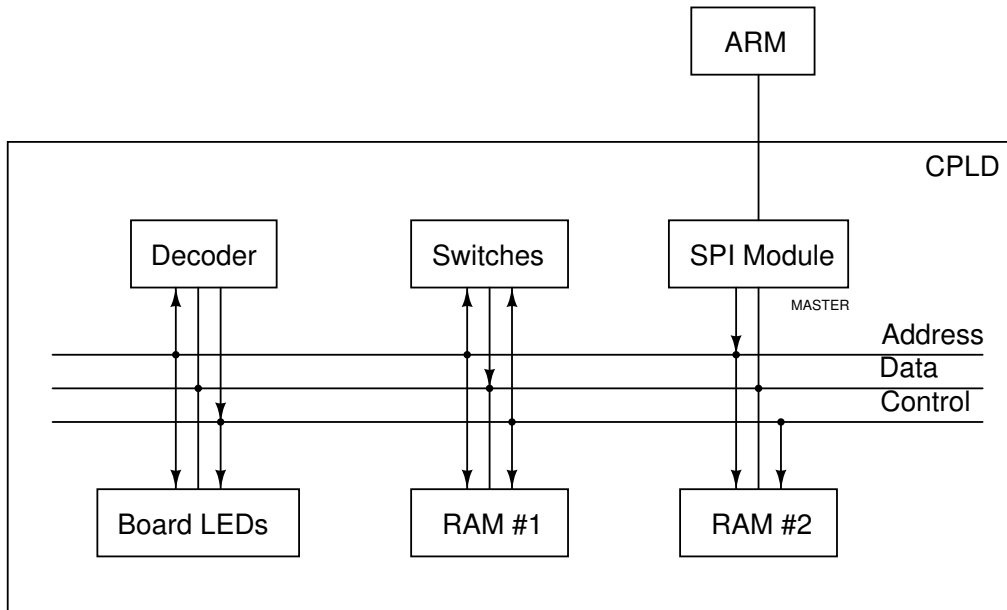 ARM
CPLD
Decoder
Switches
SPI Module
MASTER
Address
Data
Control
Board LEDs
RAM #1
RAM #2